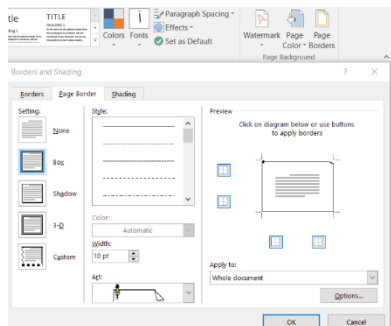 tle
TITLE
HEADING 1
Paragraph Spacing
Effects
Set as Default
Colors Fonts
Watermark Page Page
Color Borders
Page Background
Borders and Shading ? ×
Borders Page Border Shading
Setting:
None
Box
Shadow
3-D
Custom
Style:
Color:
Automatic
Width:
10 pt
Art:
Preview
Click on diagram below or use buttons
to apply borders
Apply to:
Whole document
Options...
OK Cancel